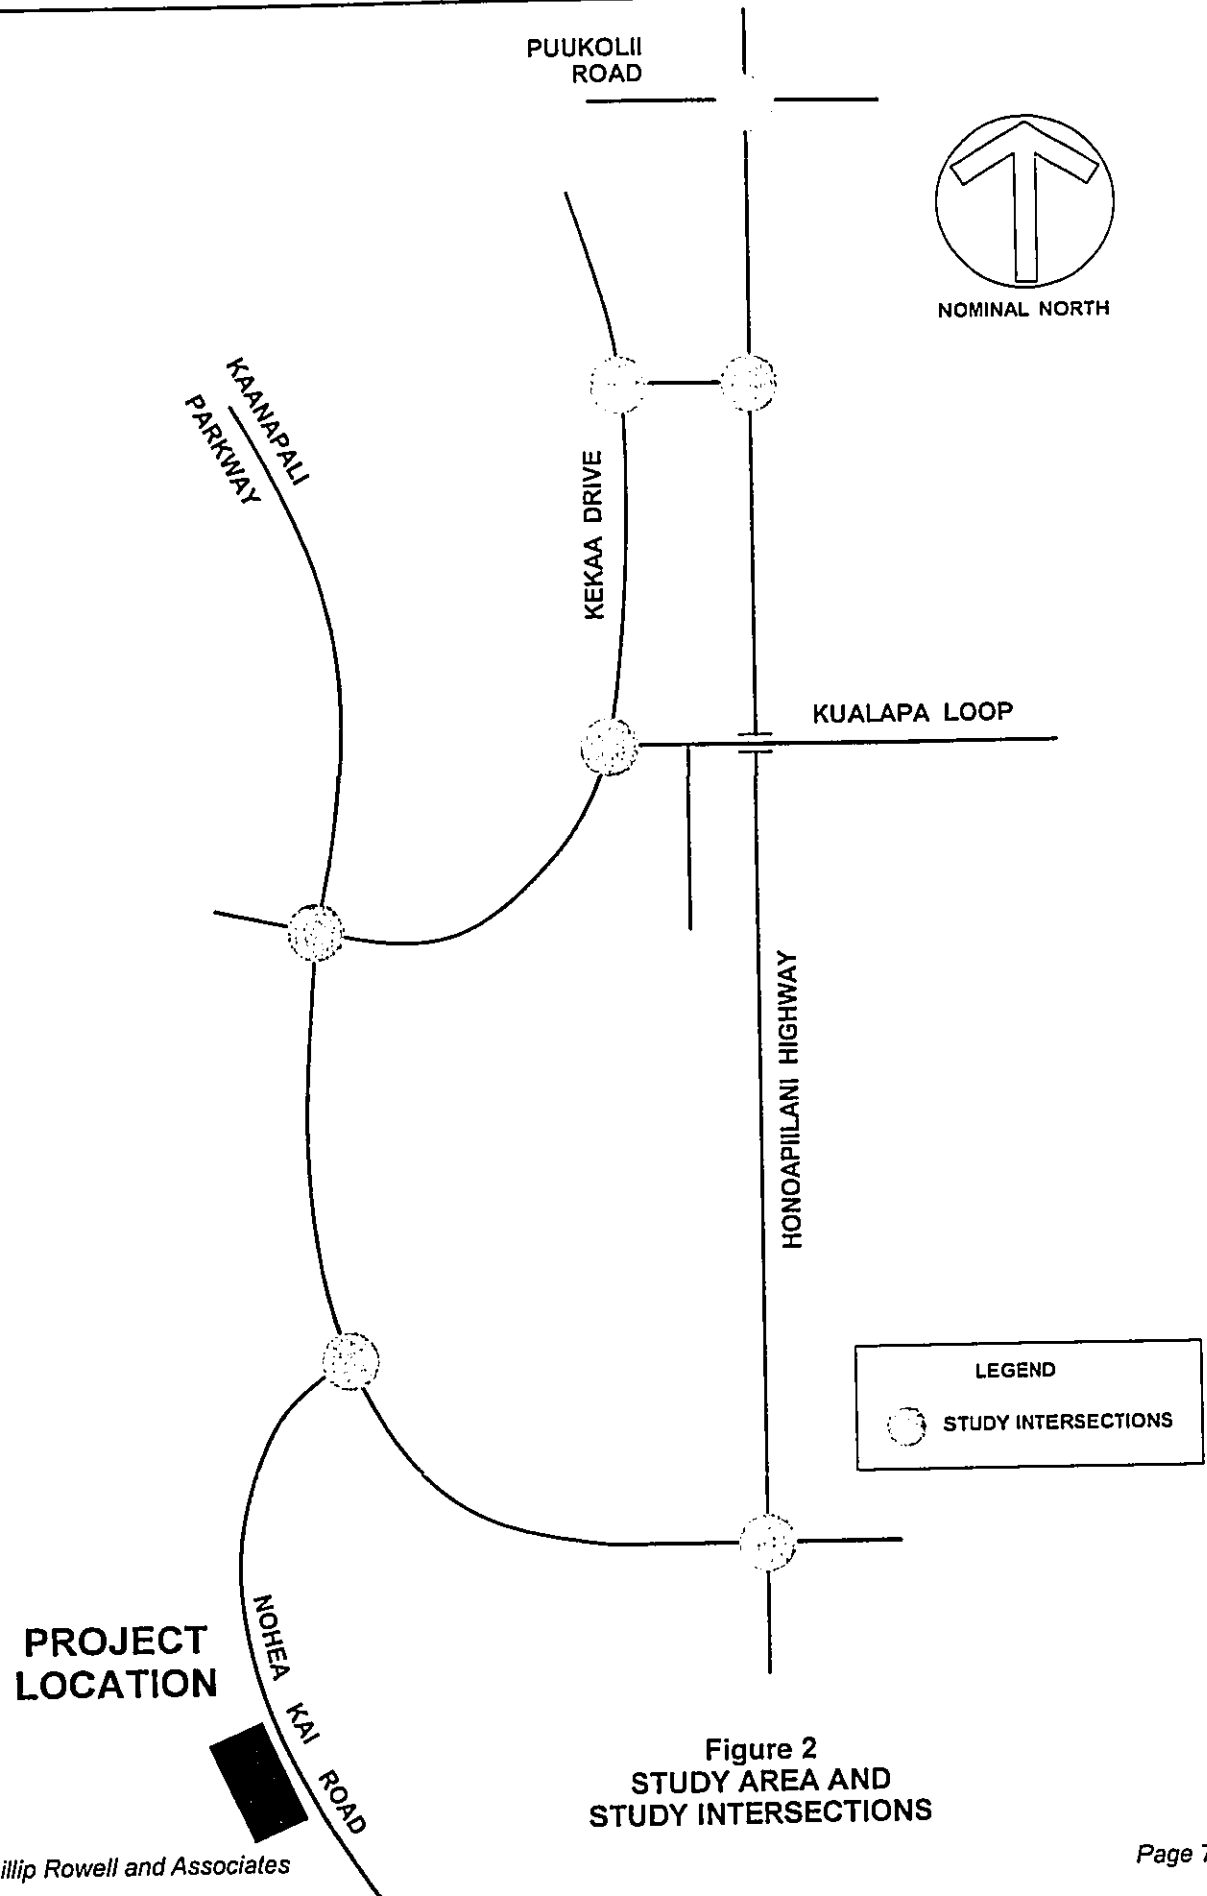 PUUKOLII
ROAD
NOMINAL NORTH
KAANAPALI
PARKWAY
KEKAA DRIVE
KUALAPA LOOP
HONOAPIILANI HIGHWAY
LEGEND
STUDY INTERSECTIONS
PROJECT
LOCATION
NOHEA KAI ROAD
Figure 2
STUDY AREA AND
STUDY INTERSECTIONS
illip Rowell and Associates
Page 7